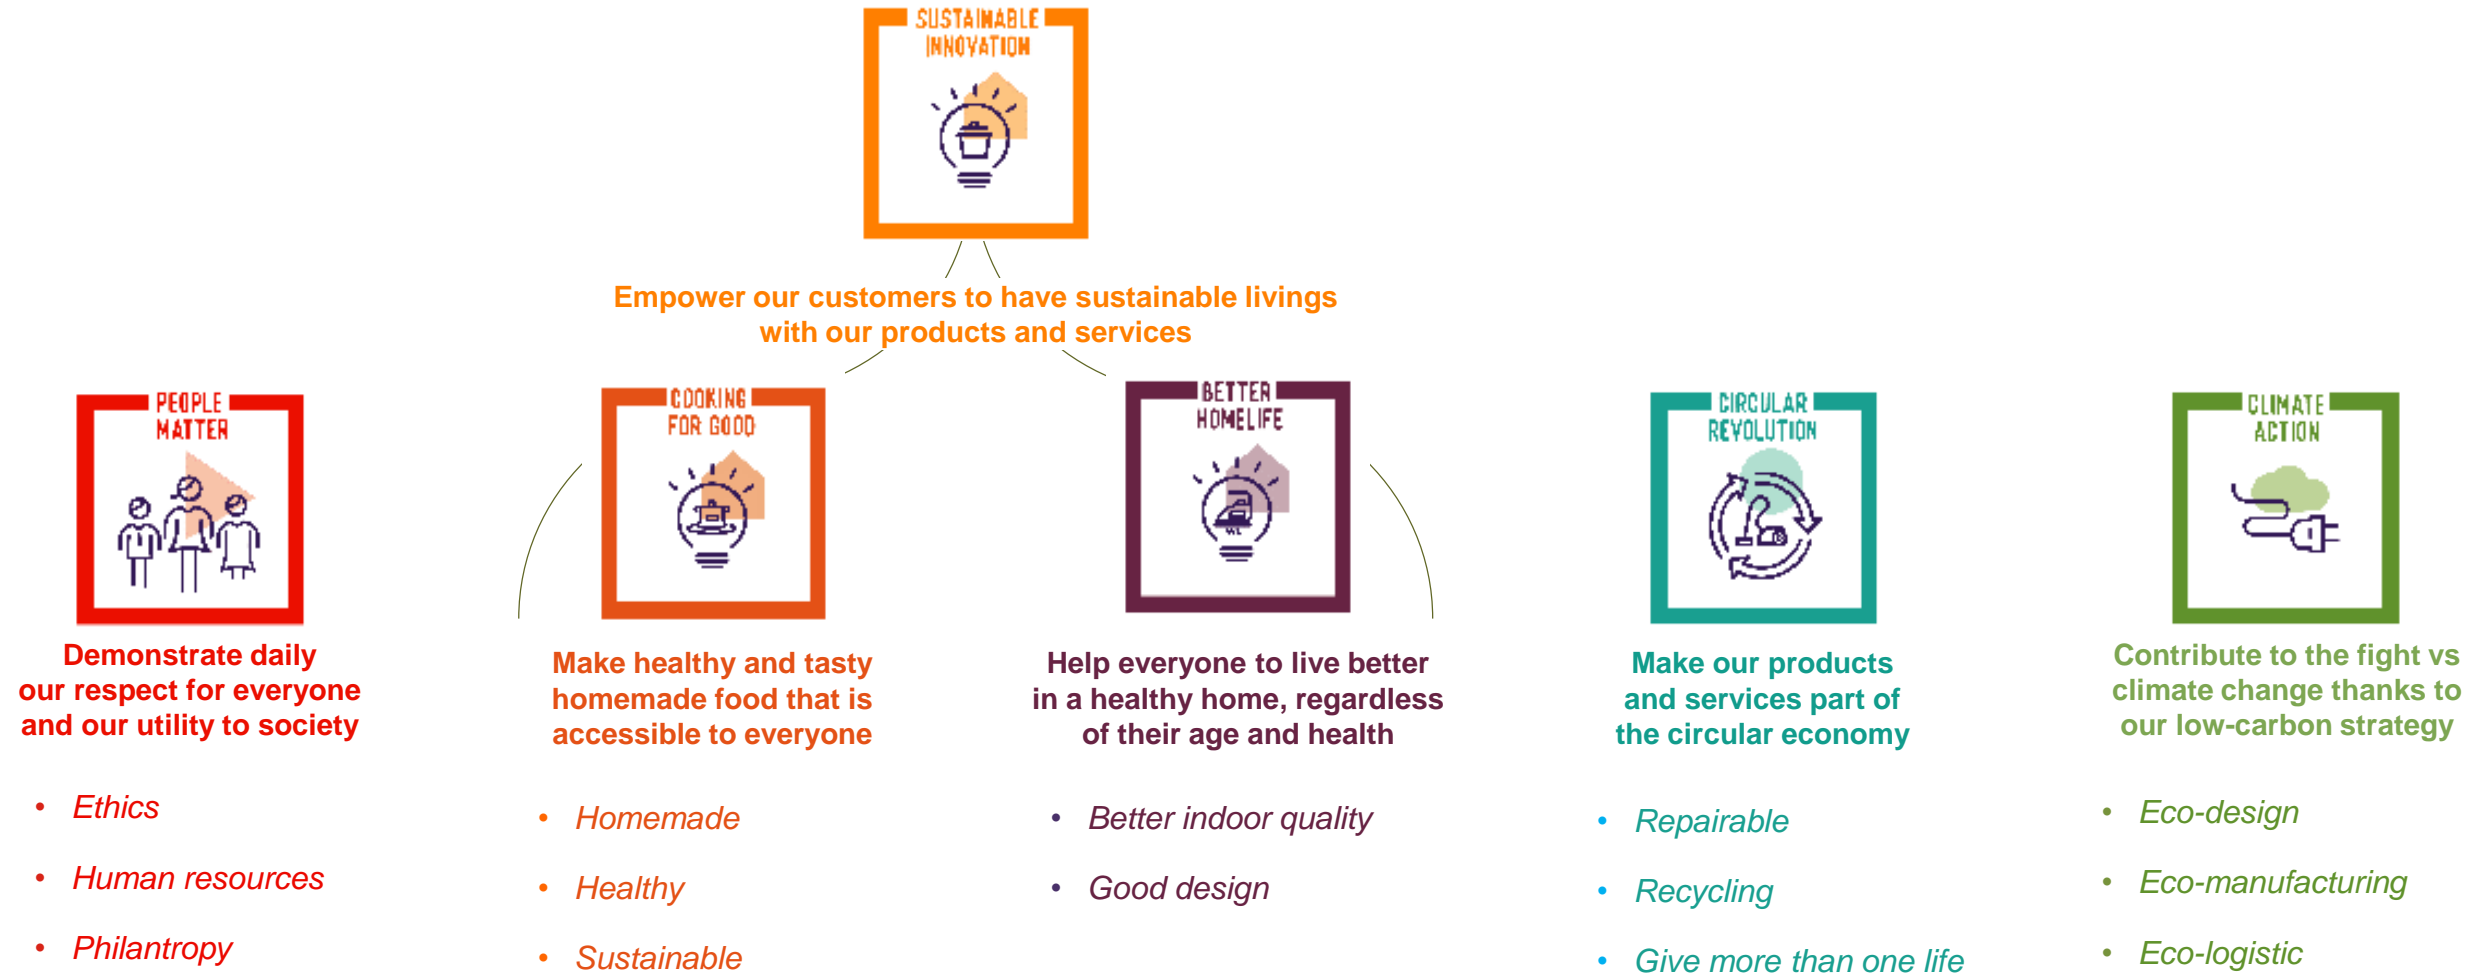 SUSTAINABLE
INNOVATION
Empower our customers to have sustainable livings
with our products and services
PEOPLE
MATTER
Demonstrate daily
our respect for everyone
and our utility to society
• Ethics
• Human resources
• Philantropy
COOKING
FOR GOOD
Make healthy and tasty
homemade food that is
accessible to everyone
• Homemade
• Healthy
• Sustainable
BETTER
HOMELIFE
Help everyone to live better
in a healthy home, regardless
of their age and health
• Better indoor quality
• Good design
CIRCULAR
REVOLUTION
Make our products
and services part of
the circular economy
• Repairable
• Recycling
• Give more than one life
CLIMATE
ACTION
Contribute to the fight vs
climate change thanks to
our low-carbon strategy
• Eco-design
• Eco-manufacturing
• Eco-logistic